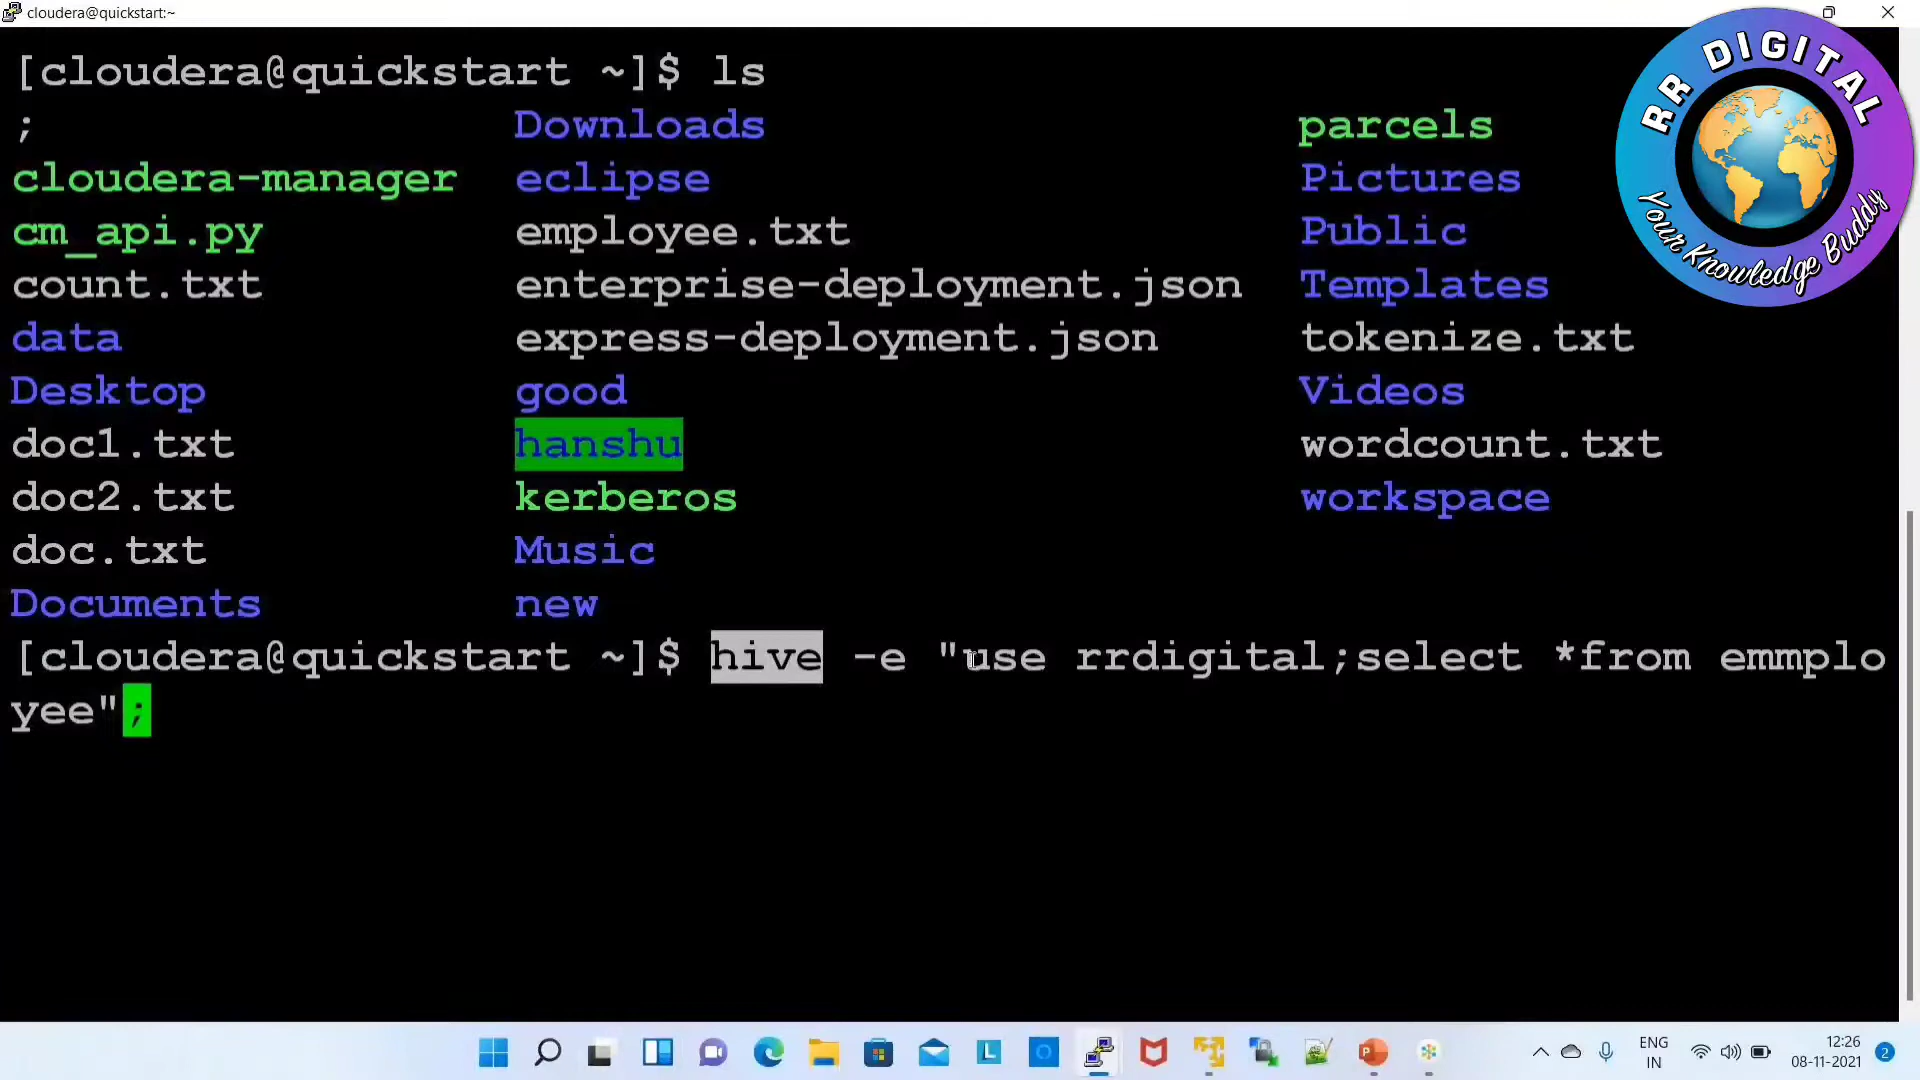 cloudera@quickstart:~
[cloudera@quickstart ~]$ ls
; Downloads parcels
cloudera-manager eclipse Pictures
cm_api.py employee.txt Public
count.txt enterprise-deployment.json Templates
data express-deployment.json tokenize.txt
Desktop good Videos
doc1.txt hanshu wordcount.txt
doc2.txt kerberos workspace
doc.txt Music
Documents new
[cloudera@quickstart ~]$ hive -e "use rrdigital;select *from emmplo
yee";
RR DIGITAL
Your Knowledge Buddy
ENG
IN
12:26
08-11-2021
2